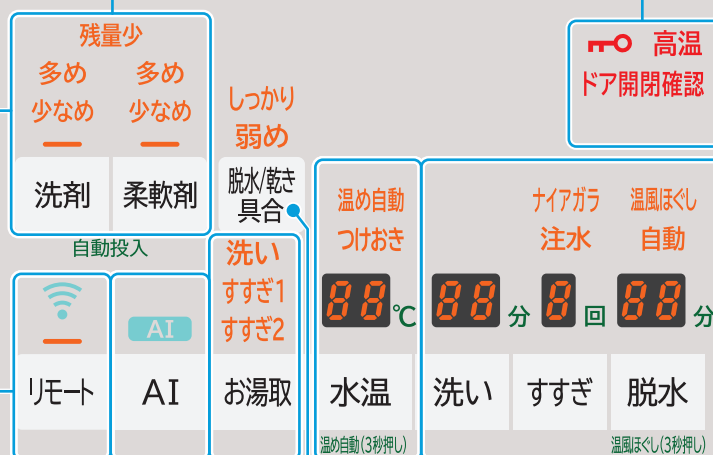 残量少
多め 多め
少なめ 少なめ
洗剤 柔軟剤
自動投入
しっかり
弱め
脱水/乾き
具合
高温
ドア開閉確認
洗い
すすぎ1
すすぎ2
温め自動
つけおき
ナイアガラ
注水
温風ほぐし
自動
88℃ 88分 8回 88分
AI
リモート AI お湯取 水温 洗い すすぎ 脱水
温め自動(3秒押し) 温風ほぐし(3秒押し)